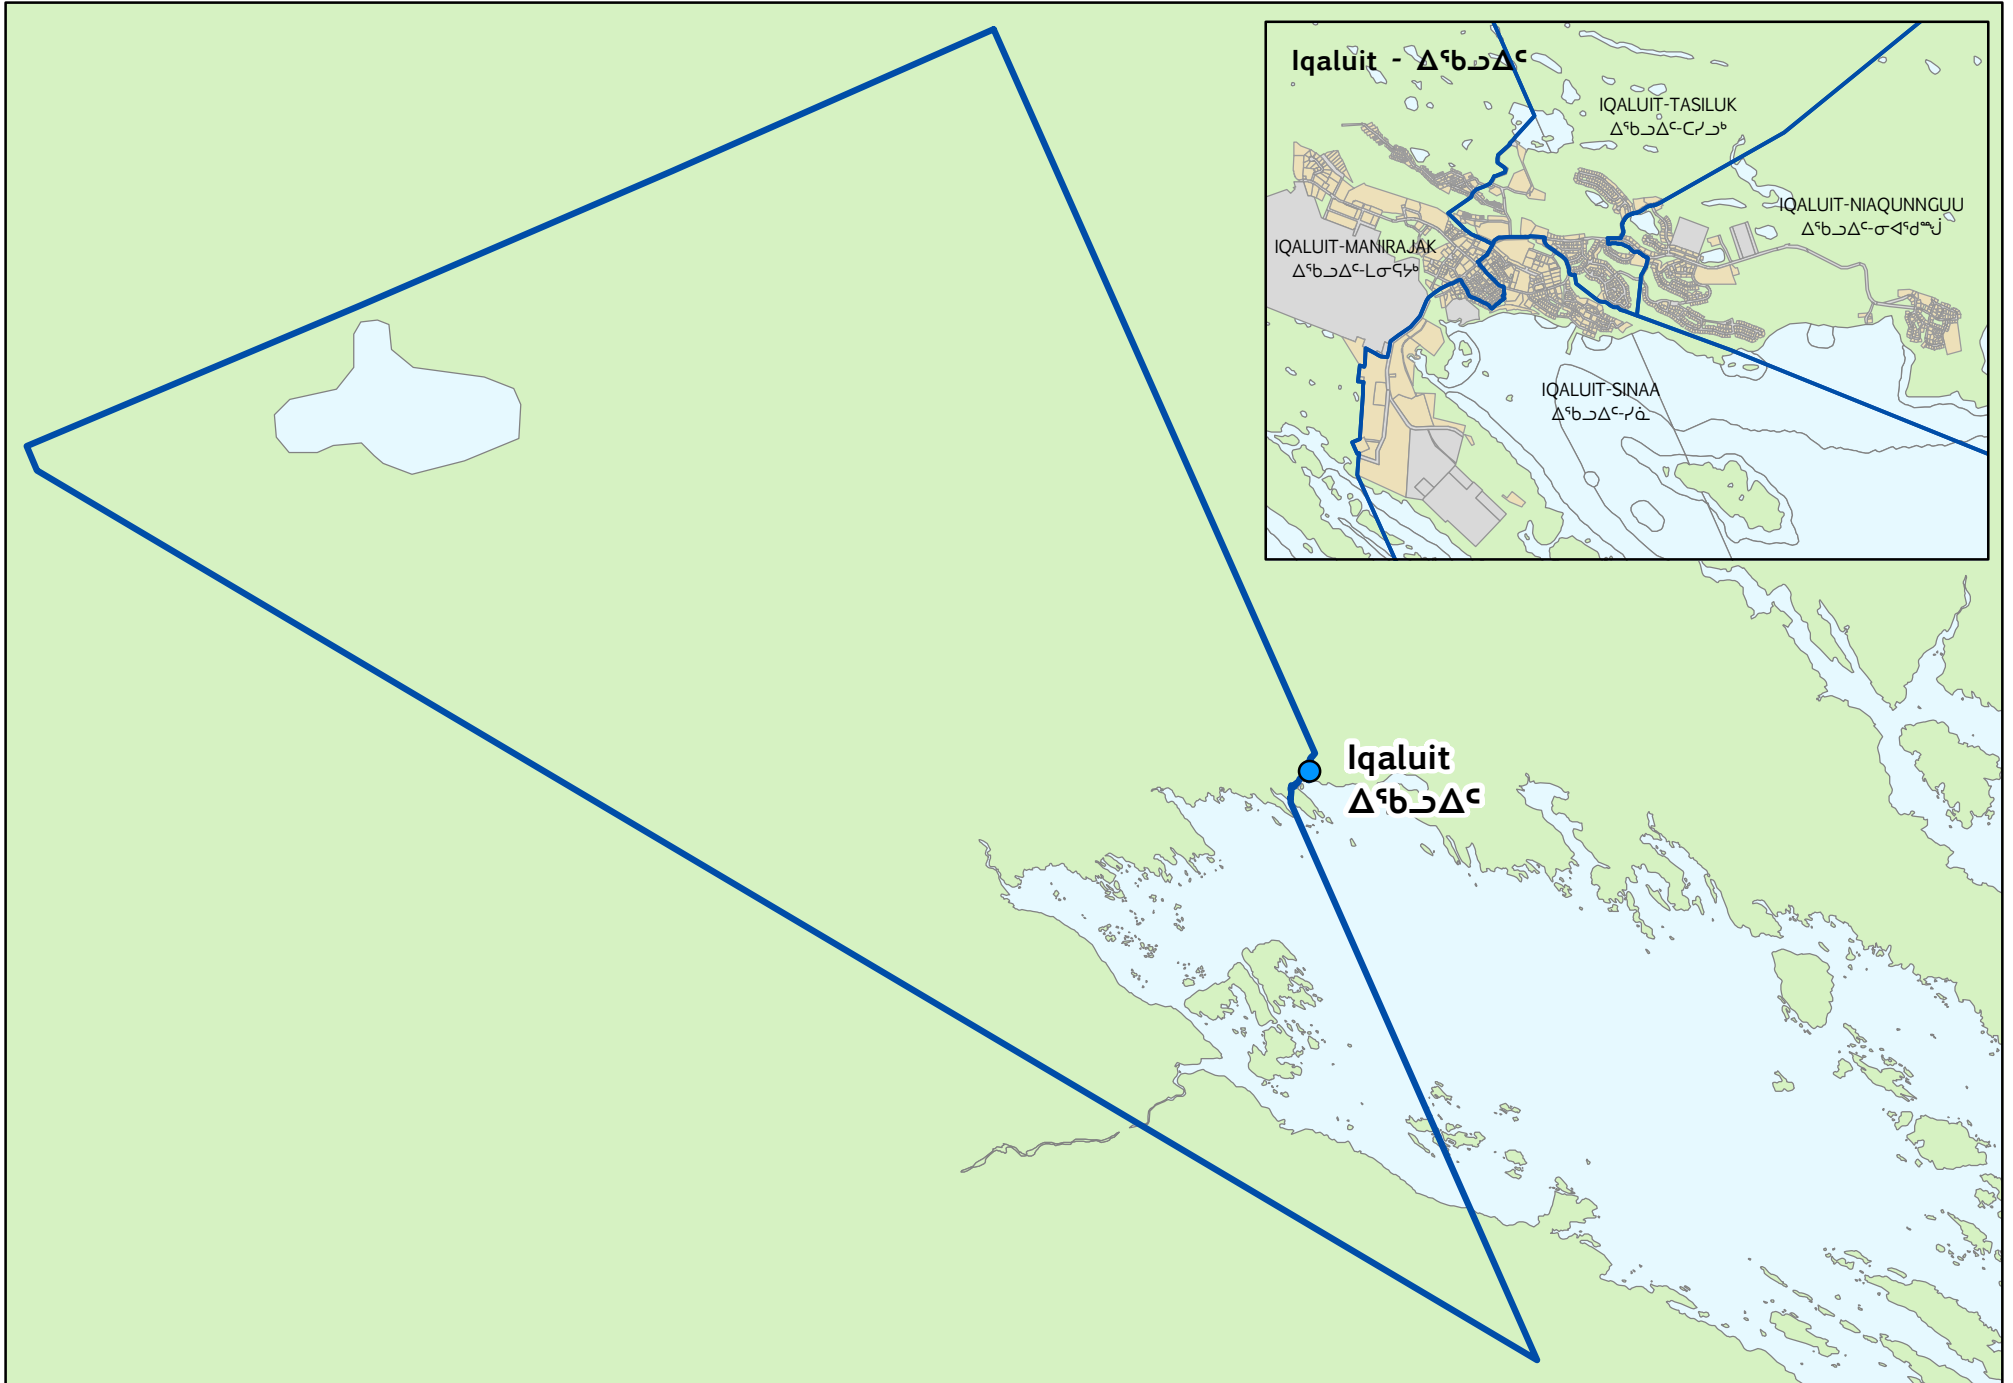 Iqaluit - ᐃᖃᓗᐃᑦ
IQALUIT-TASILUK
ᐃᖃᓗᐃᑦ-ᑕᓯᓗᒃ
IQALUIT-NIAQUNNGUU
ᐃᖃᓗᐃᑦ-ᓂᐊᖁᙴ
IQALUIT-MANIRAJAK
ᐃᖃᓗᐃᑦ-ᒪᓂᕋᔭᒃ
IQALUIT-SINAA
ᐃᖃᓗᐃᑦ-ᓯᓈ
Iqaluit
ᐃᖃᓗᐃᑦ